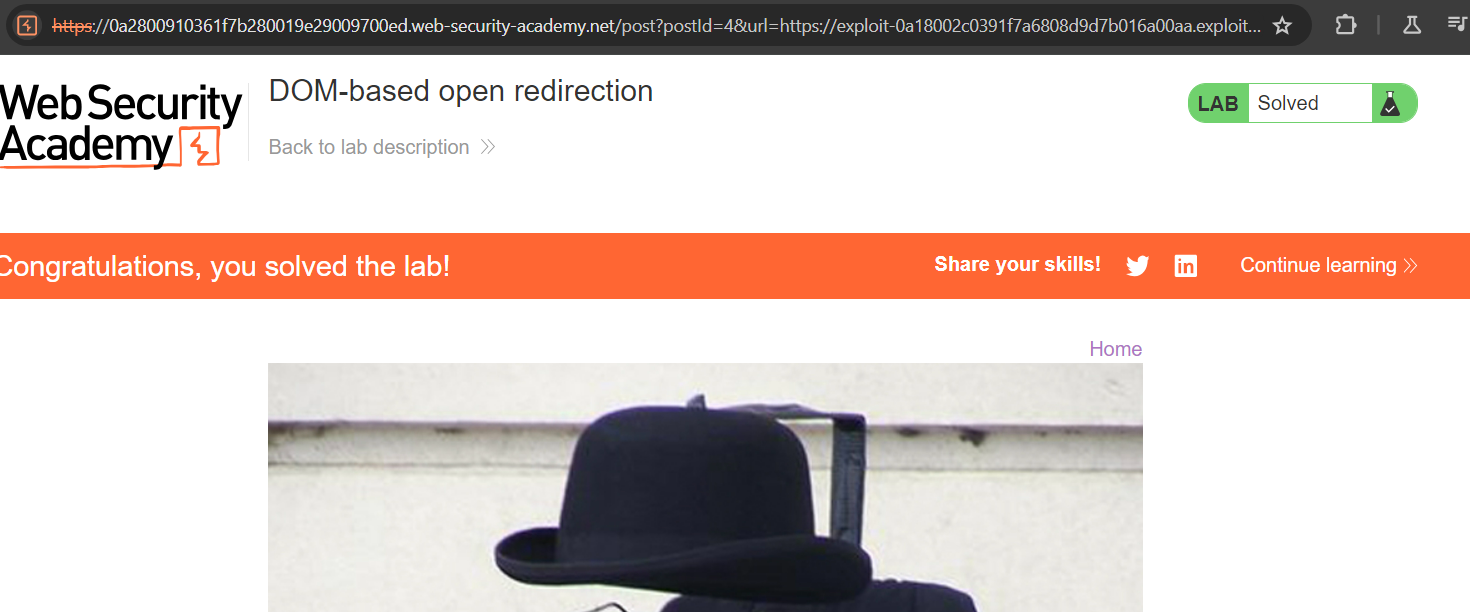 https://0a2800910361f7b280019e29009700ed.web-security-academy.net/post?postId=4&url=https://exploit-0a18002c0391f7a6808d9d7b016a00aa.exploit...
Web Security
Academy
DOM-based open redirection
Back to lab description
LAB Solved
Congratulations, you solved the lab!
Share your skills!
Continue learning
Home